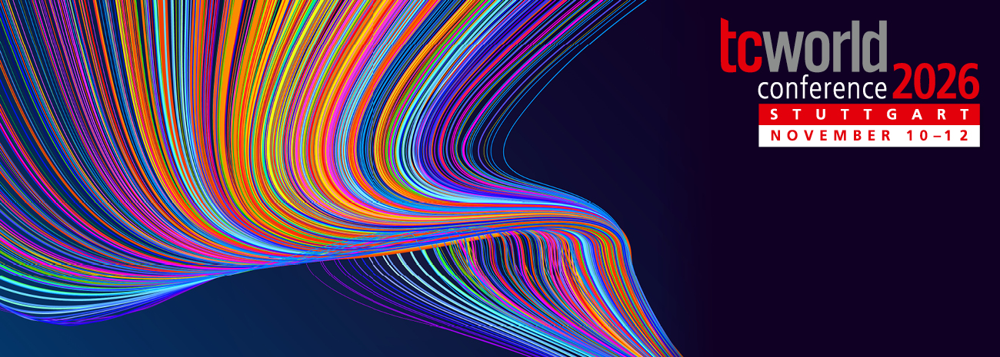 tcworld
conference 2026
STUTTGART
NOVEMBER 10–12